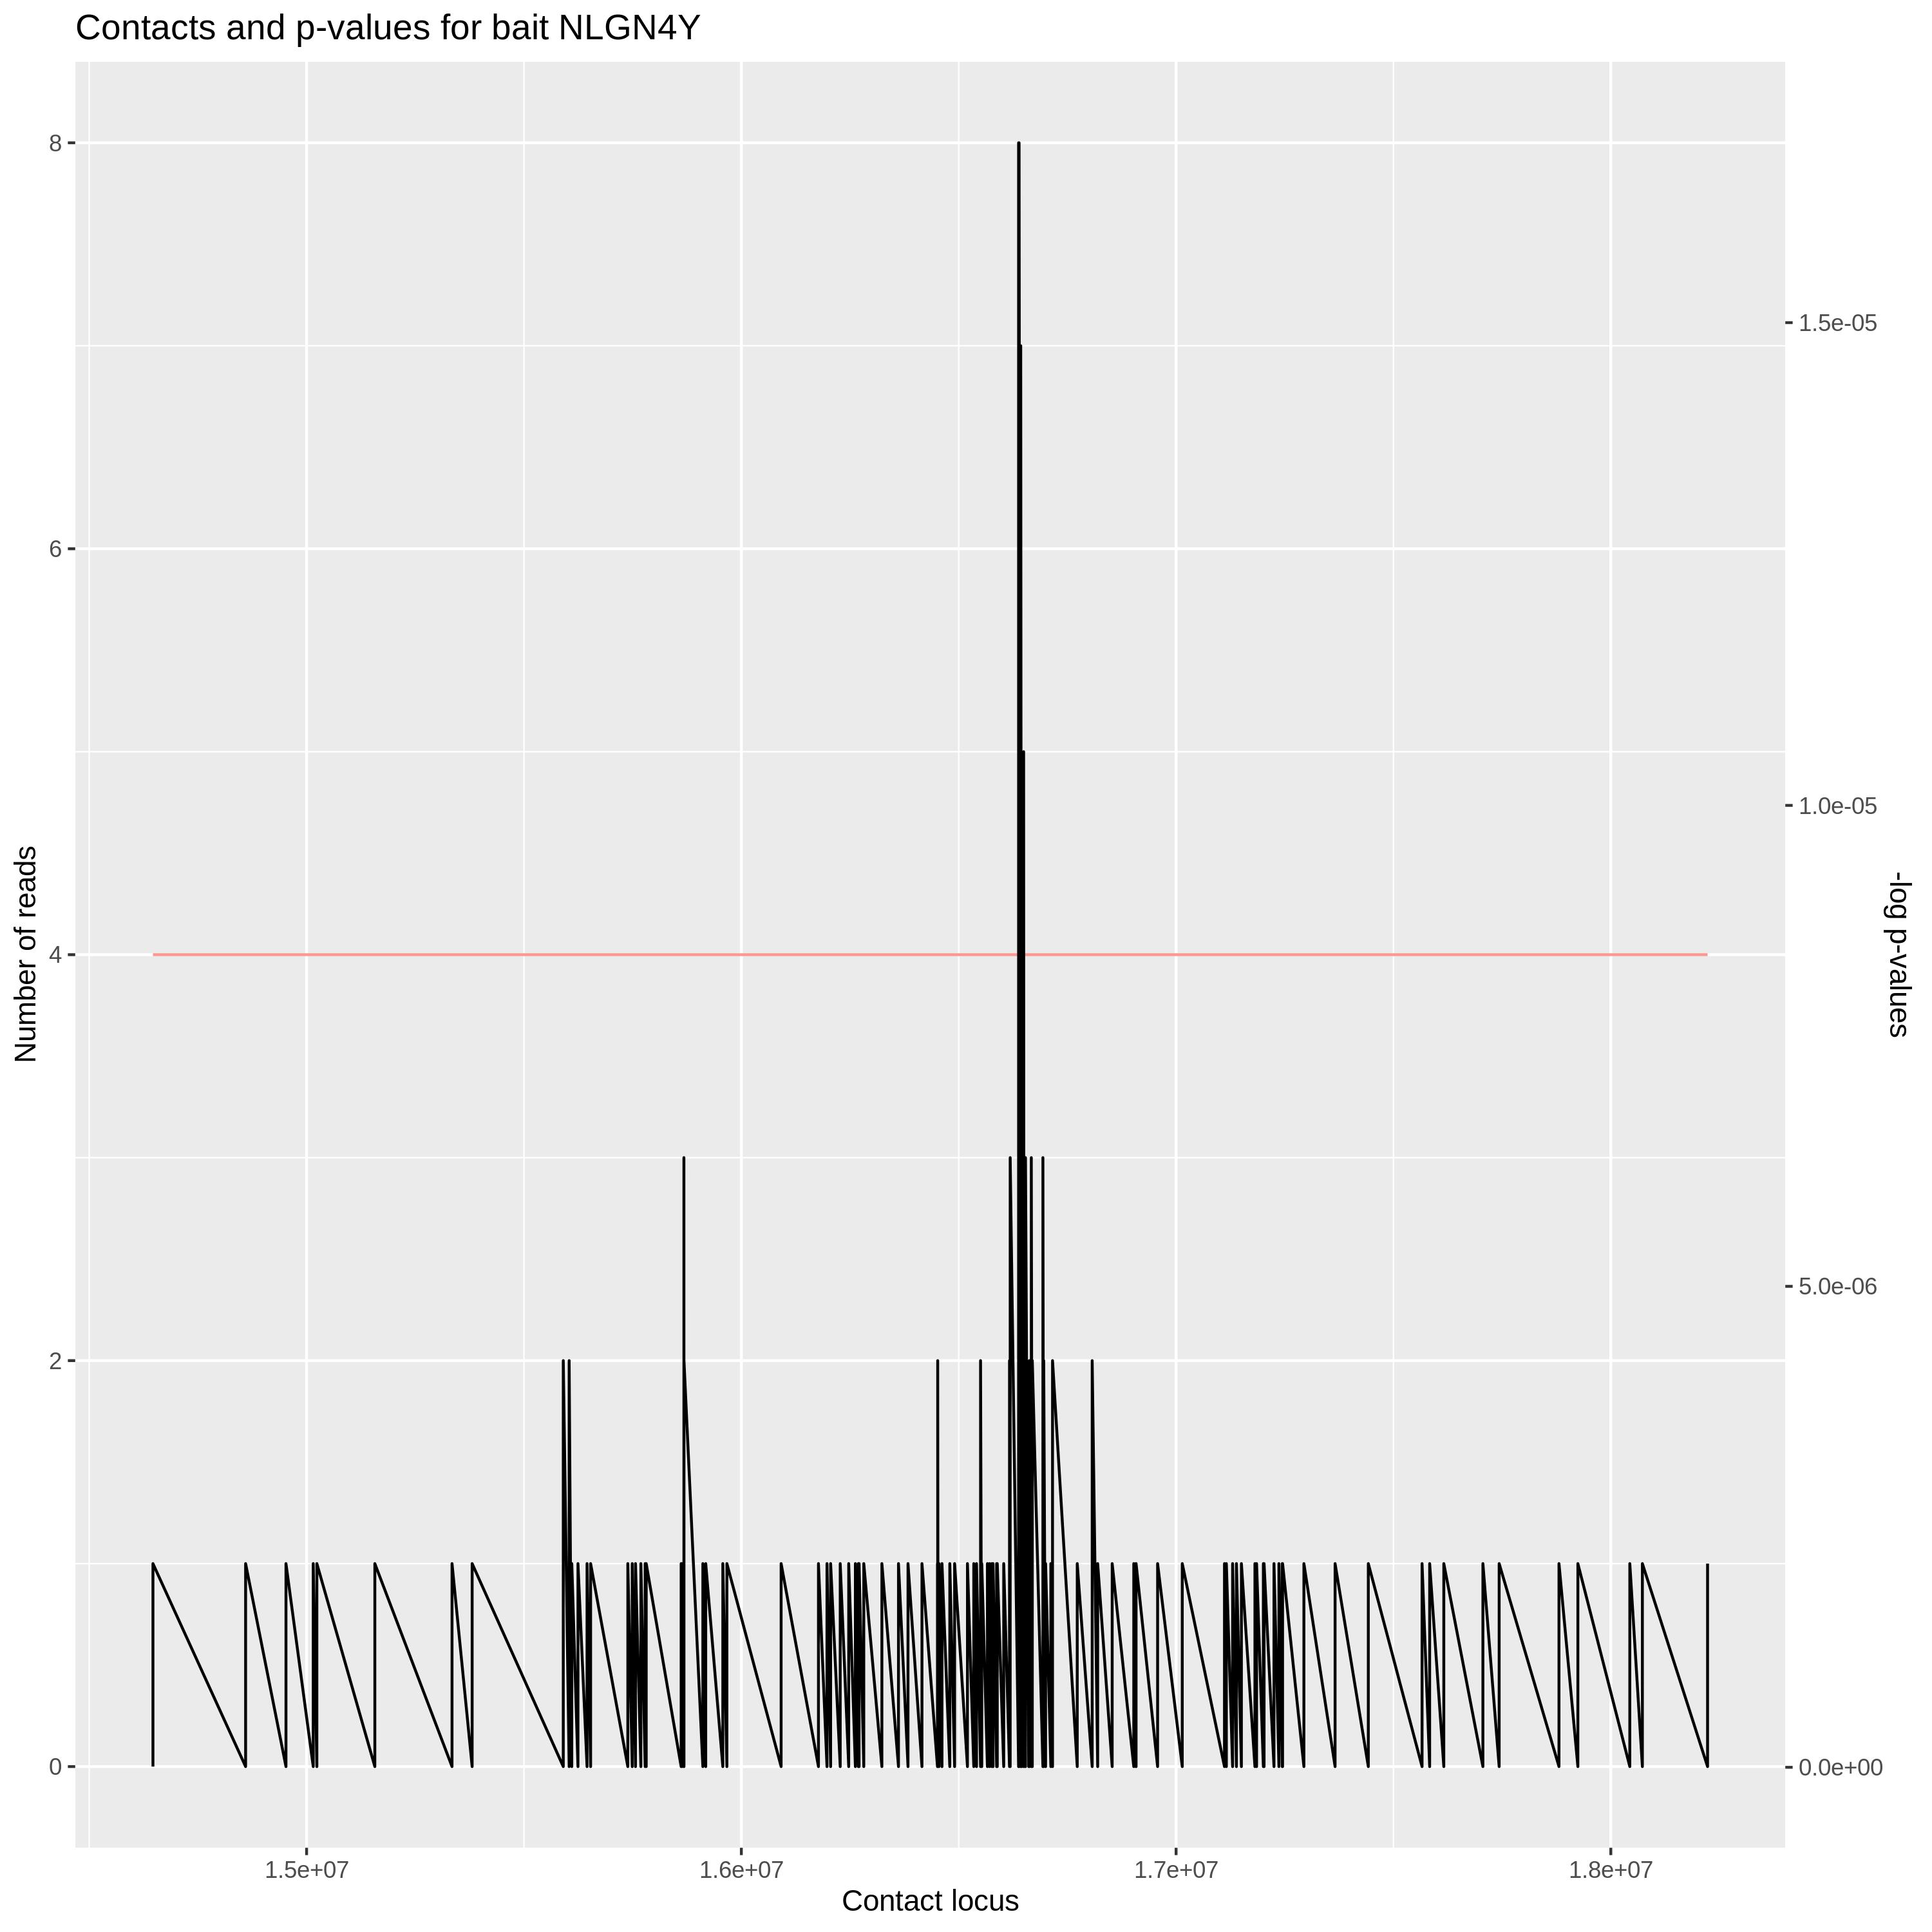 Contacts and p-values for bait NLGN4Y
8
6
4
2
0
Number of reads
1.5e-05
1.0e-05
5.0e-06
0.0e+00
-log p-values
1.5e+07
1.6e+07
1.7e+07
1.8e+07
Contact locus